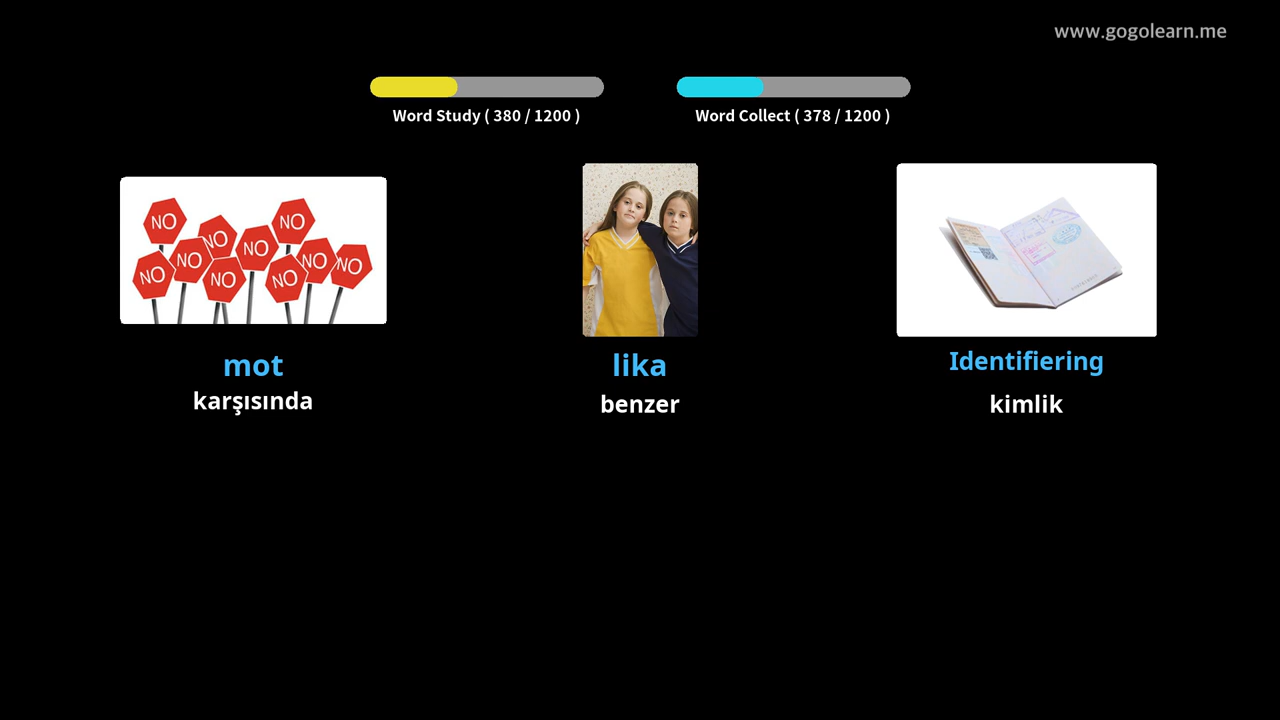 www.gogolearn.me
Word Study ( 380 / 1200 )
Word Collect ( 378 / 1200 )
NO
NO
NO
NO
NO
NO
NO
NO
NO
NO
mot
karşısında
lika
benzer
Identifiering
kimlik